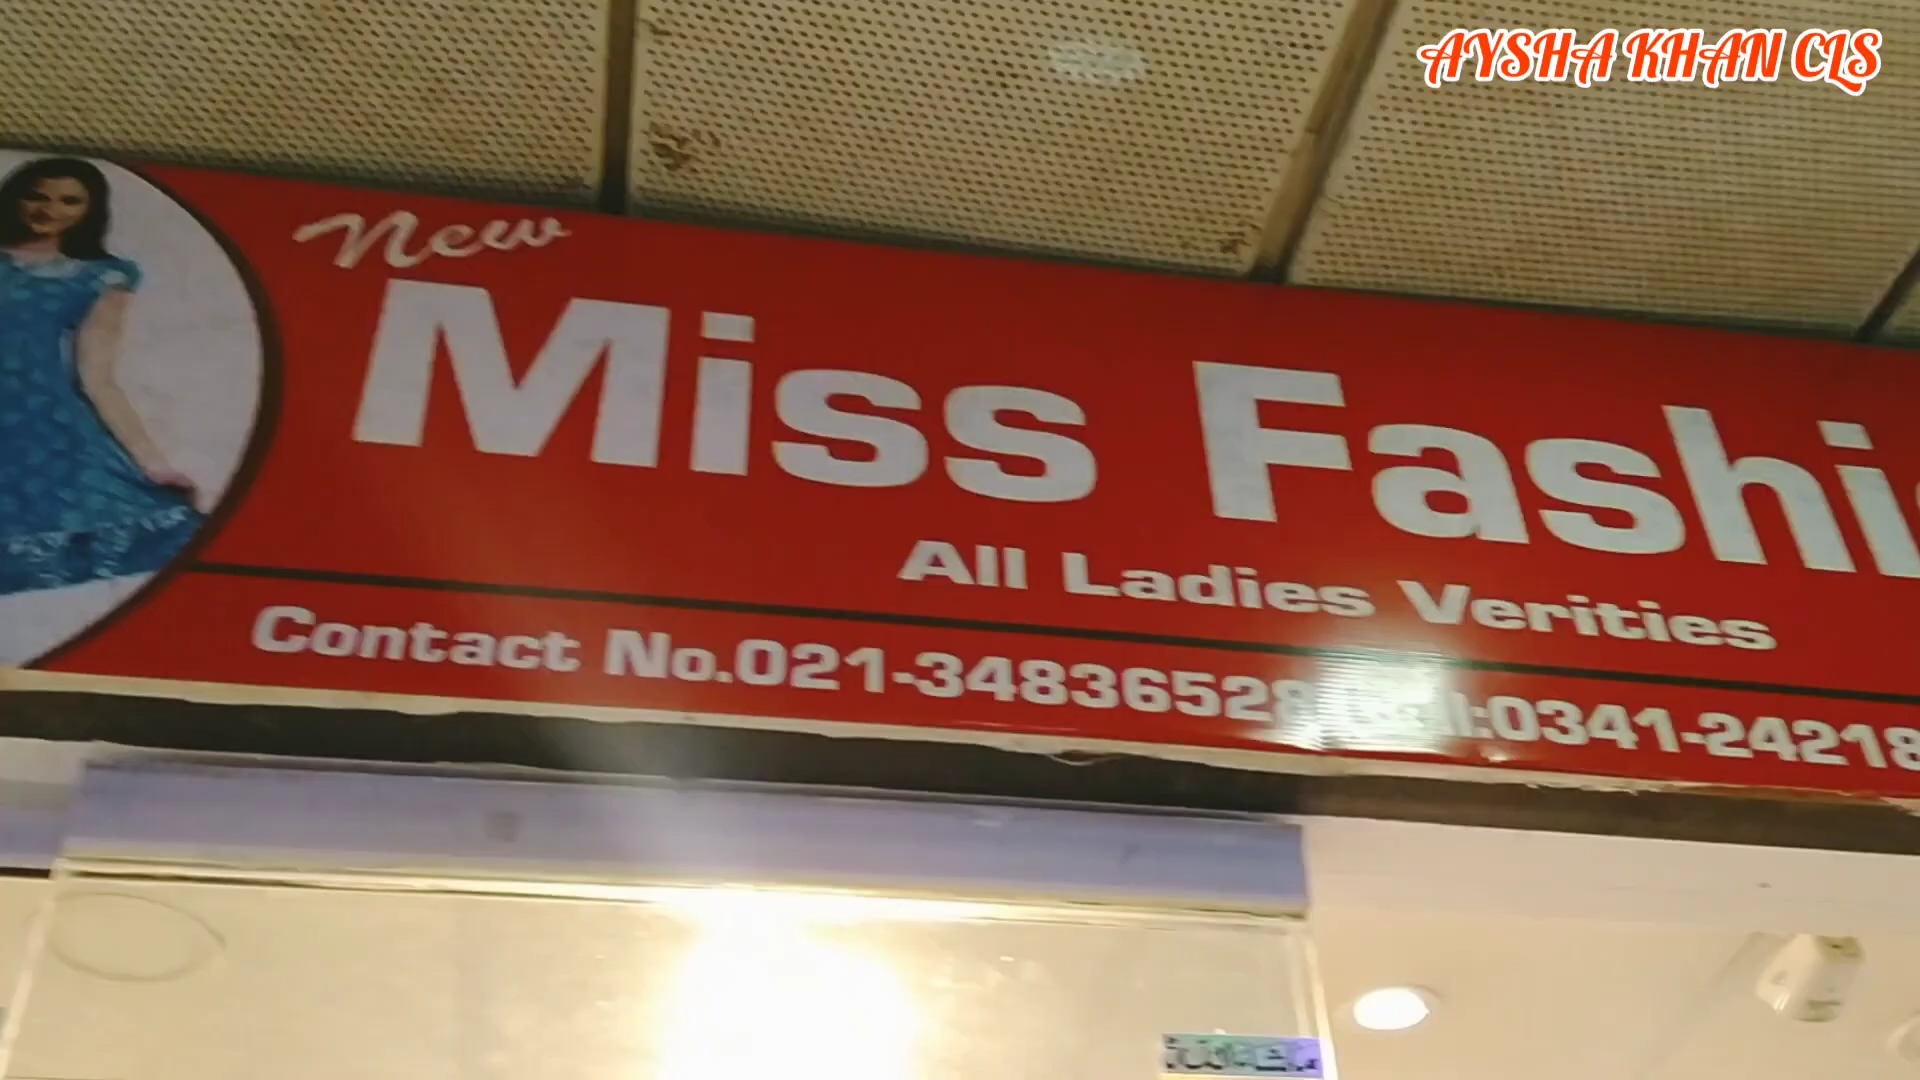 AYSHA KHAN CLS
New
Miss Fashi
All Ladies Verities
Contact No.021-34836528 :0341-24218